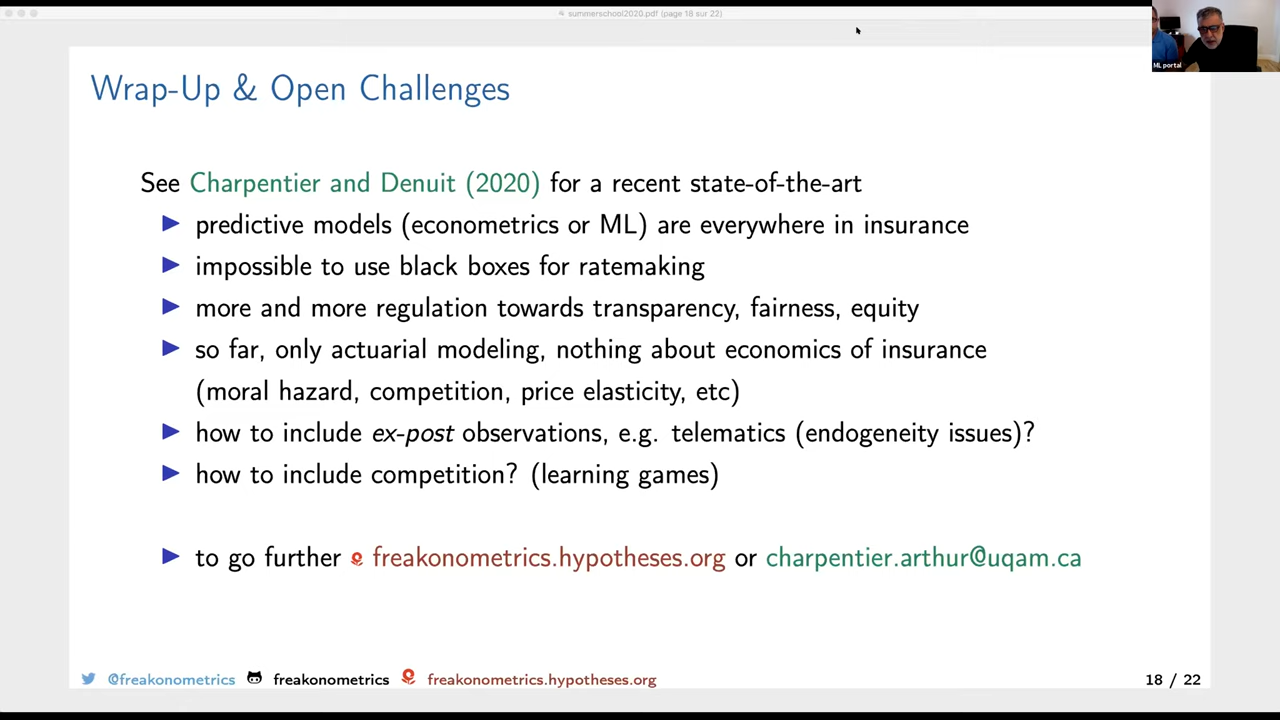 summerschool2020.pdf (page 18 sur 22)
ML portal
Wrap-Up & Open Challenges
See Charpentier and Denuit (2020) for a recent state-of-the-art
▶ predictive models (econometrics or ML) are everywhere in insurance
▶ impossible to use black boxes for ratemaking
▶ more and more regulation towards transparency, fairness, equity
▶ so far, only actuarial modeling, nothing about economics of insurance
(moral hazard, competition, price elasticity, etc)
▶ how to include ex-post observations, e.g. telematics (endogeneity issues)?
▶ how to include competition? (learning games)
▶ to go further freakonometrics.hypotheses.org or charpentier.arthur@uqam.ca
@freakonometrics freakonometrics freakonometrics.hypotheses.org 18 / 22